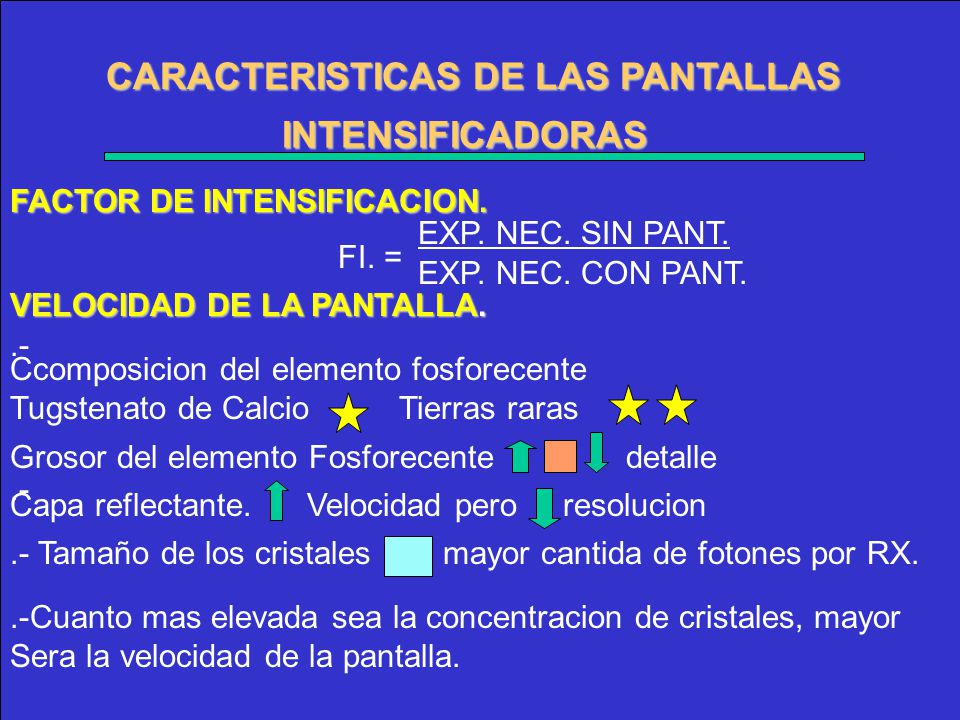 CARACTERISTICAS DE LAS PANTALLAS
INTENSIFICADORAS
FACTOR DE INTENSIFICACION.
EXP. NEC. SIN PANT.
FI. =
EXP. NEC. CON PANT.
VELOCIDAD DE LA PANTALLA.
.-
Ccomposicion del elemento fosforecente
Tugstenato de Calcio Tierras raras
Grosor del elemento Fosforecente detalle
.-
Capa reflectante. Velocidad pero resolucion
.- Tamaño de los cristales mayor cantida de fotones por RX.
.-Cuanto mas elevada sea la concentracion de cristales, mayor
Sera la velocidad de la pantalla.